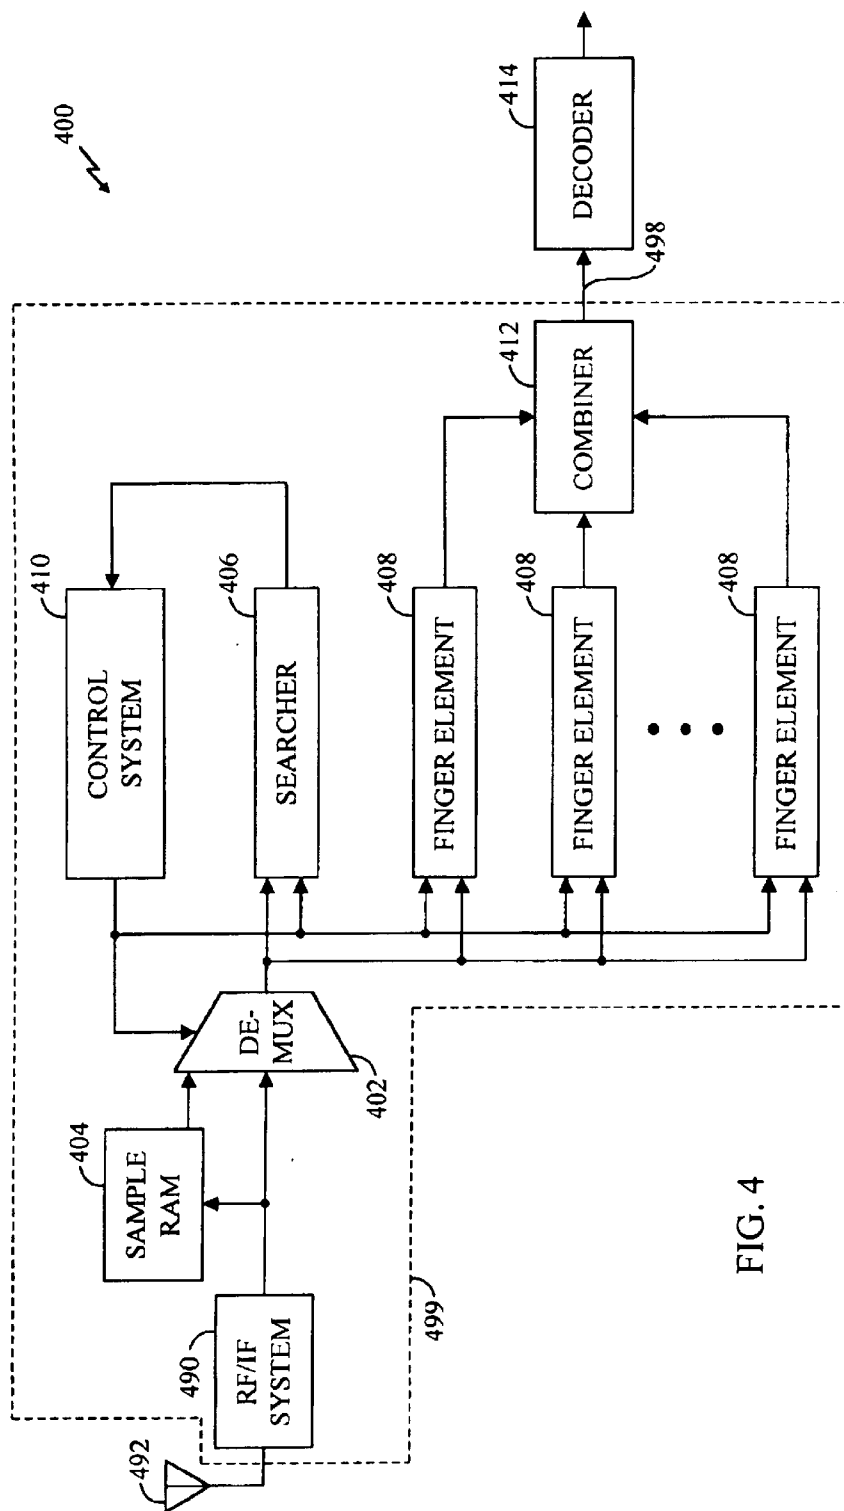 400
492
490
RF/IF
SYSTEM
404
SAMPLE
RAM
DE-
MUX
402
410
CONTROL
SYSTEM
406
SEARCHER
408
FINGER ELEMENT
408
FINGER ELEMENT
408
FINGER ELEMENT
412
COMBINER
498
414
DECODER
499
FIG. 4